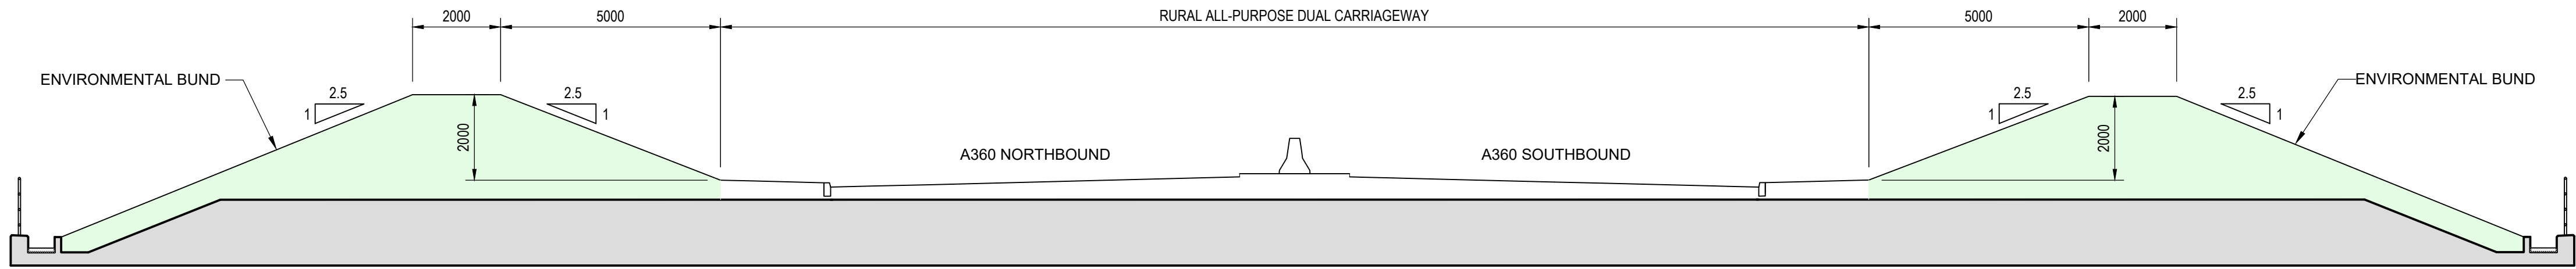 2000
5000
RURAL ALL-PURPOSE DUAL CARRIAGEWAY
5000
2000
ENVIRONMENTAL BUND
2.5
1
2.5
1
2000
A360 NORTHBOUND
A360 SOUTHBOUND
2.5
1
2000
2.5
1
ENVIRONMENTAL BUND